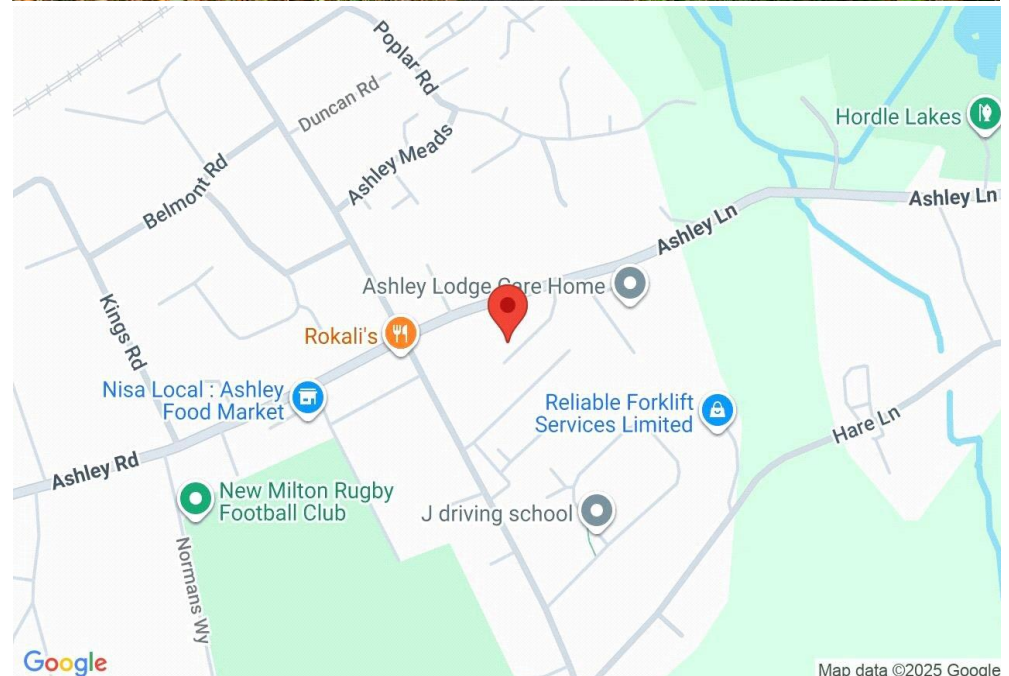 Poplar Rd
Duncan Rd
Hordle Lakes
Ashley Meads
Belmont Rd
Ashley Ln
Ashley Ln
Ashley Lodge Care Home
Kings Rd
Rokali's
Nisa Local : Ashley
Food Market
Reliable Forklift
Services Limited
Hare Ln
Ashley Rd
New Milton Rugby
Football Club
J driving school
Normans Wy
Google
Map data ©2025 Google